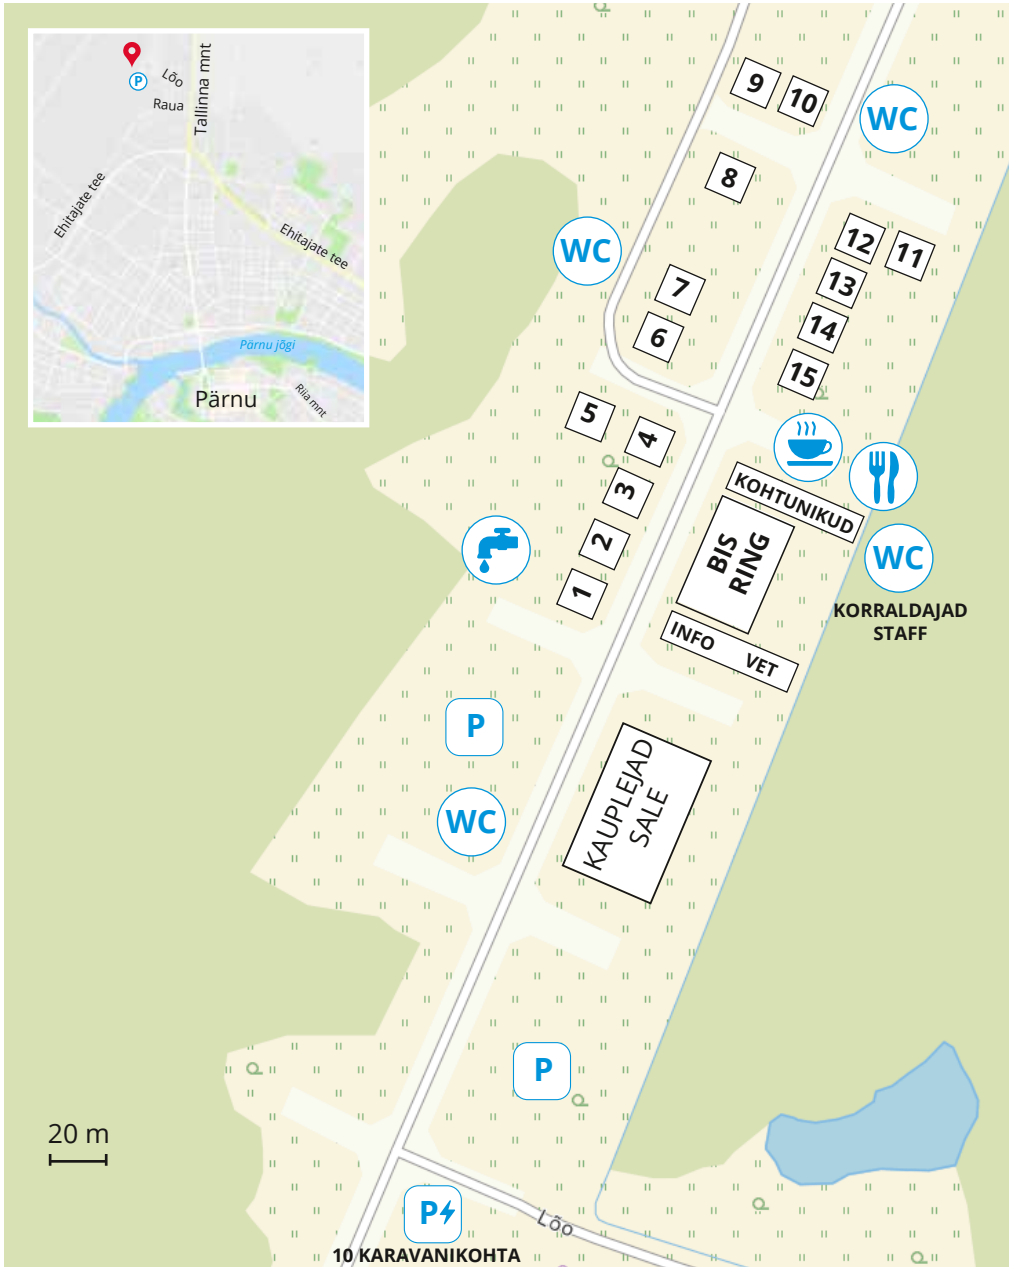 P
Lõo
Raua
Tallinna mnt
Ehitajate tee
Ehitajate tee
Pärnu jõgi
Pärnu
Riia mnt
9
10
WC
8
WC
12
11
13
7
14
6
15
5
4
3
KOHTUNIKUD
2
BIS
RING
WC
1
KORRALDAJAD
STAFF
INFO VET
P
KAUPLEJAD
SALE
WC
P
20 m
P
Lõo
10 KARAVANIKOHTA